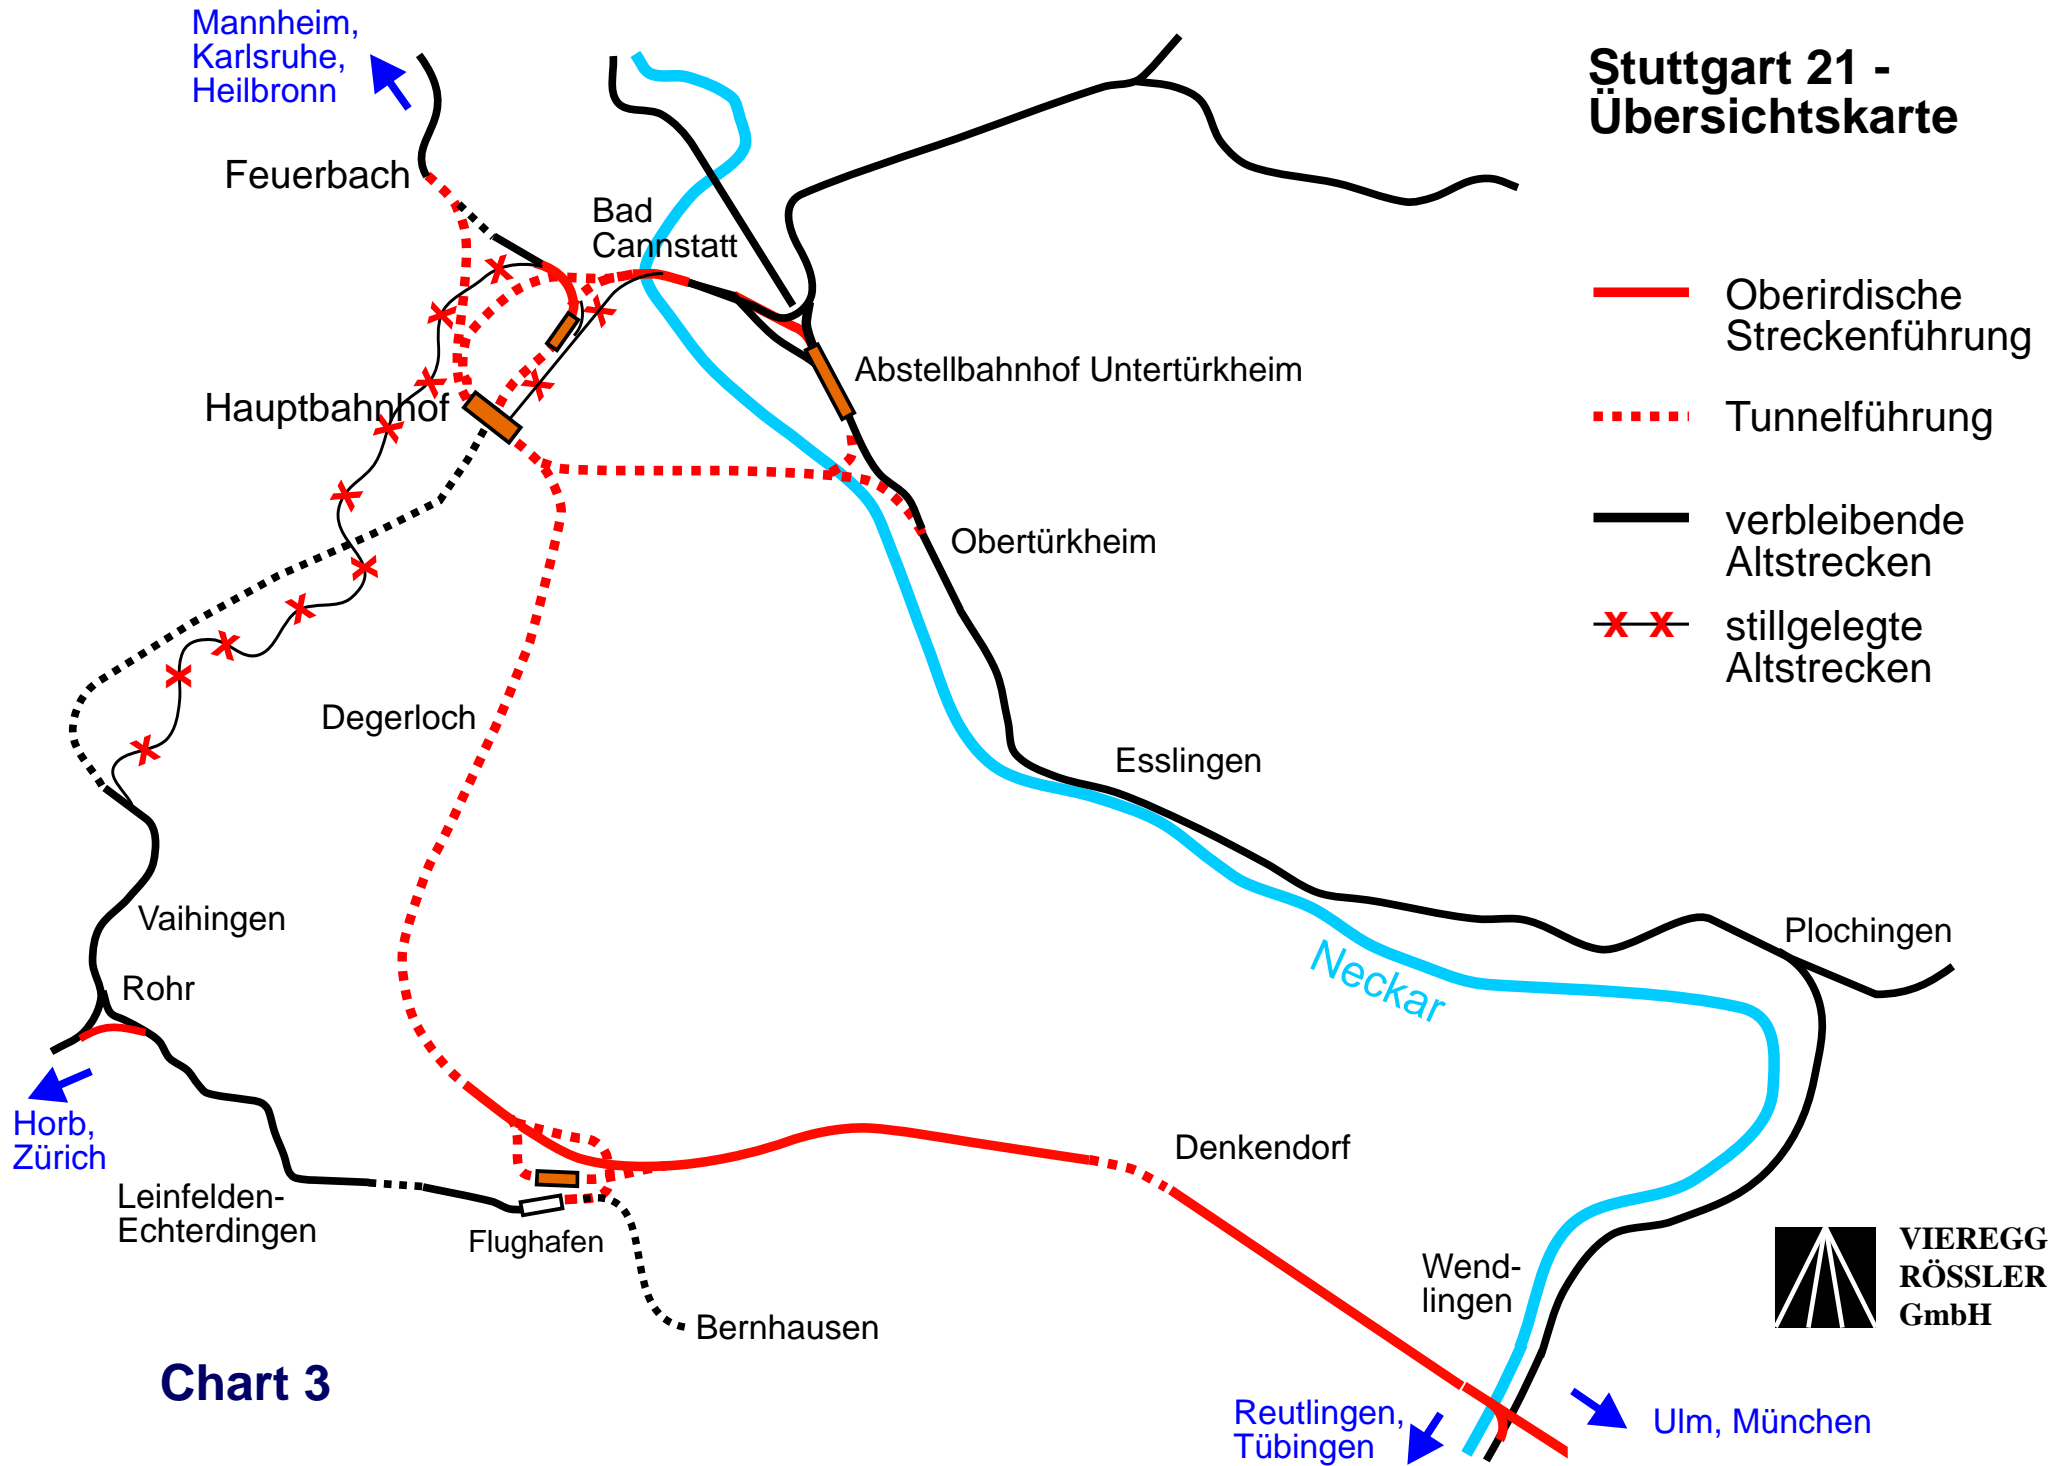 Mannheim,
Karlsruhe,
Heilbronn
Stuttgart 21 -
Übersichtskarte
Feuerbach
Bad
Cannstatt
Oberirdische
Streckenführung
Abstellbahnhof Untertürkheim
Hauptbahnhof
Tunnelführung
Obertürkheim
verbleibende
Altstrecken
x x stillgelegte
Altstrecken
Degerloch
Esslingen
Vaihingen
Plochingen
Neckar
Rohr
Horb,
Zürich
Denkendorf
Leinfelden-
Echterdingen
Flughafen
Wend-
lingen
VIEREGG
RÖSSLER
GmbH
Bernhausen
Chart 3
Reutlingen,
Tübingen
Ulm, München